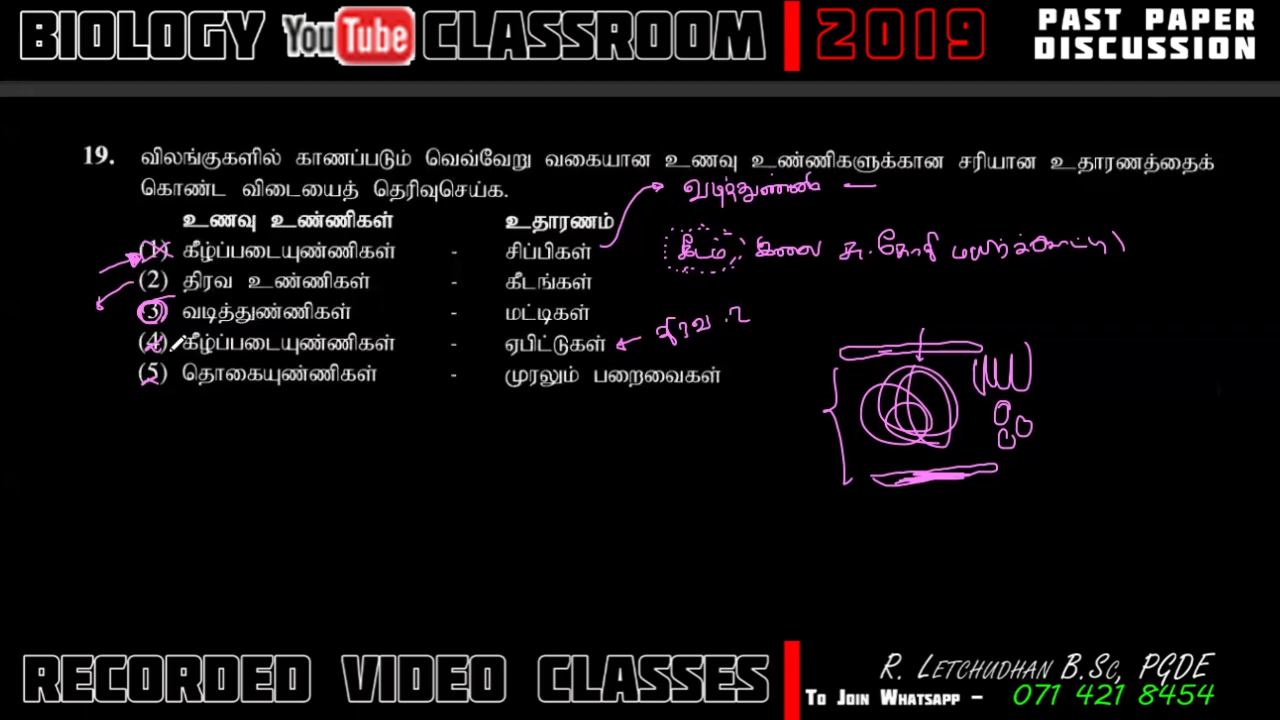 BIOLOGY YouTube CLASSROOM 2019 PAST PAPER DISCUSSION
19. விலங்குகளில் காணப்படும் வெவ்வேறு வகையான உணவு உண்ணிகளுக்கான சரியான உதாரணத்தைக்
கொண்ட விடையைத் தெரிவுசெய்க.
வடித்துண்ணி —
உணவு உண்ணிகள் உதாரணம்
(1) கீழ்ப்படையுண்ணிகள் - சிப்பிகள்
கீடம்
(2) திரவ உண்ணிகள் - கீடங்கள்
(3) வடித்துண்ணிகள் - மட்டிகள்
திரவ . உ
(4) கீழ்ப்படையுண்ணிகள் - ஏபிட்டுகள்
(5) தொகையுண்ணிகள் - முரலும் பறைவைகள்
RECORDED VIDEO CLASSES
R. LETCHUDHAN B.SC, PGDE
TO JOIN WHATSAPP - 071 421 8454